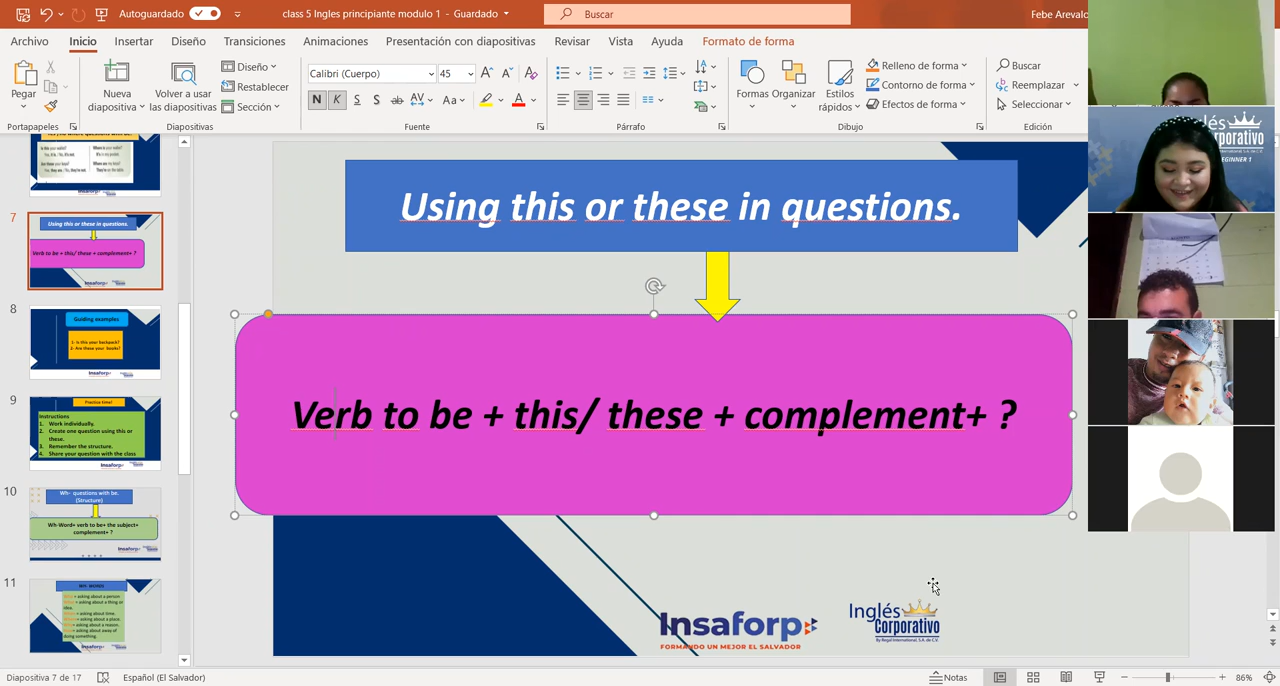 Autoguardado
class 5 Ingles principiante modulo 1 - Guardado
Buscar
Febe Arevalo
Archivo Inicio Insertar Diseño Transiciones Animaciones Presentación con diapositivas Revisar Vista Ayuda Formato de forma
Pegar
Nueva diapositiva
Volver a usar las diapositivas
Diseño
Restablecer
Sección
Calibri (Cuerpo) 45
N K S S ab AV Aa A
Formas
Organizar
Estilos rápidos
Relleno de forma
Contorno de forma
Efectos de forma
Buscar
Reemplazar
Seleccionar
Portapapeles Diapositivas Fuente Párrafo Dibujo Edición
7
Using this or these in questions.
Verb to be + this/ these + complement+ ?
8
Guiding examples
1- Is this your backpack?
2- Are these your books?
9
Practice time!
Instructions
1. Work individually.
2. Create one question using this or these.
3. Remember the structure.
4. Share your question with the class
10
Wh- questions with be.
(Structure)
Wh-Word+ verb to be+ the subject+
complement+ ?
11
Using this or these in questions.
Verb to be + this/ these + complement+ ?
Insaforp
FORMANDO UN MEJOR EL SALVADOR
Inglés
Corporativo
By Regal International, S.A. de C.V.
Diapositiva 7 de 17
Español (El Salvador)
Notas
86%